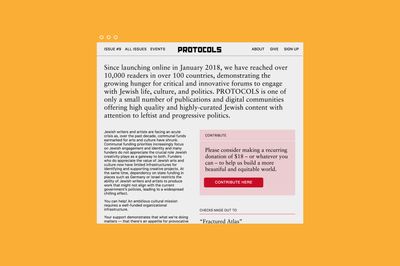 ISSUE #9 ALL ISSUES EVENTS PROTOCOLS ABOUT GIVE SIGN UP
Since launching online in January 2018, we have reached over
10,000 readers in over 100 countries, demonstrating the
growing hunger for critical and innovative forums to engage
with Jewish life, culture, and politics. PROTOCOLS is one of
only a small number of publications and digital communities
offering high quality and highly-curated Jewish content with
attention to leftist and progressive politics.
Jewish writers and artists are facing an acute
crisis as, over the past decade, communal funds
earmarked for arts and culture have shrunk.
Communal funding priorities increasingly focus
on Jewish engagement and identity and many
funders do not appreciate the crucial role Jewish
creativity plays as a gateway to both. Funders
who do appreciate the value of Jewish arts and
culture now have limited infrastructures for
identifying and supporting creative projects. At
the same time, dependency on state funding in
places such as Germany or Israel restricts the
ability of Jewish writers and artists to produce
work that might not align with the current
government's politics, leading to a widespread
chilling effect.
You can help! An ambitious cultural mission
requires a well-funded organizational
infrastructure.
Your support demonstrates that what we're doing
matters — that there's an appetite for provocative
CONTRIBUTE
Please consider making a recurring
donation of $18 – or whatever you
can – to help us build a more
beautiful and equitable world.
CONTRIBUTE HERE
CHECKS MADE OUT TO
"Fractured Atlas"